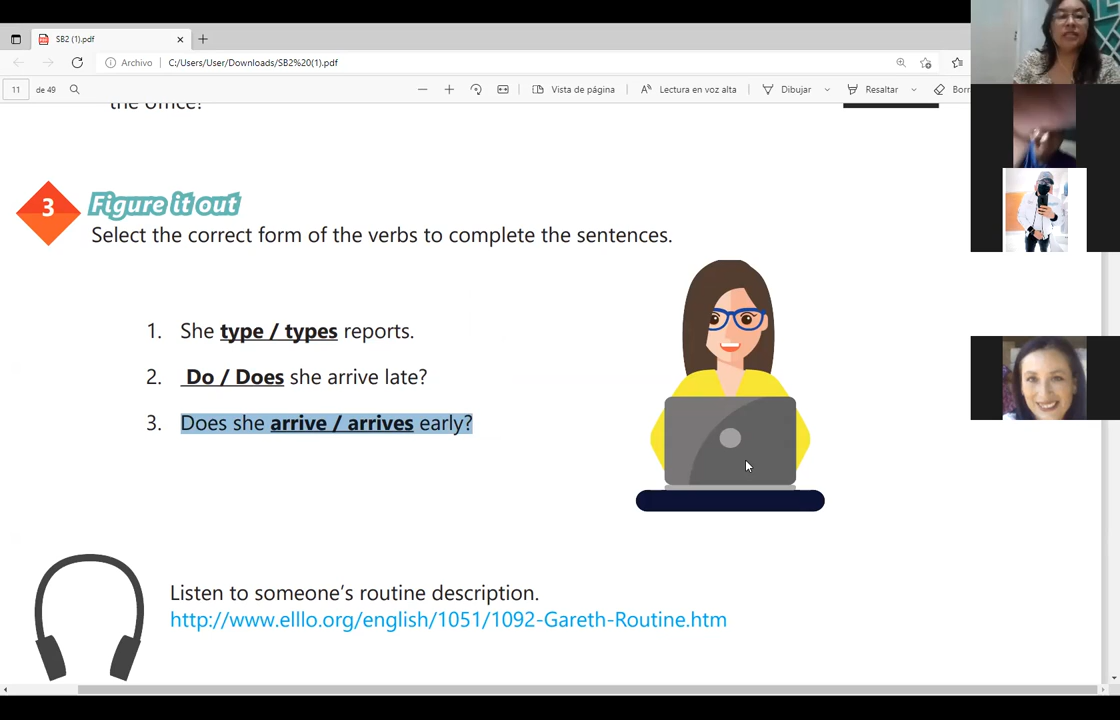 SB2 (1).pdf
Archivo C:/Users/User/Downloads/SB2%20(1).pdf
11 de 49 Vista de página Lectura en voz alta Dibujar Resaltar Borr
the office?
3 Figure it out
Select the correct form of the verbs to complete the sentences.
1. She type / types reports.
2. Do / Does she arrive late?
3. Does she arrive / arrives early?
Listen to someone's routine description.
http://www.elllo.org/english/1051/1092-Gareth-Routine.htm